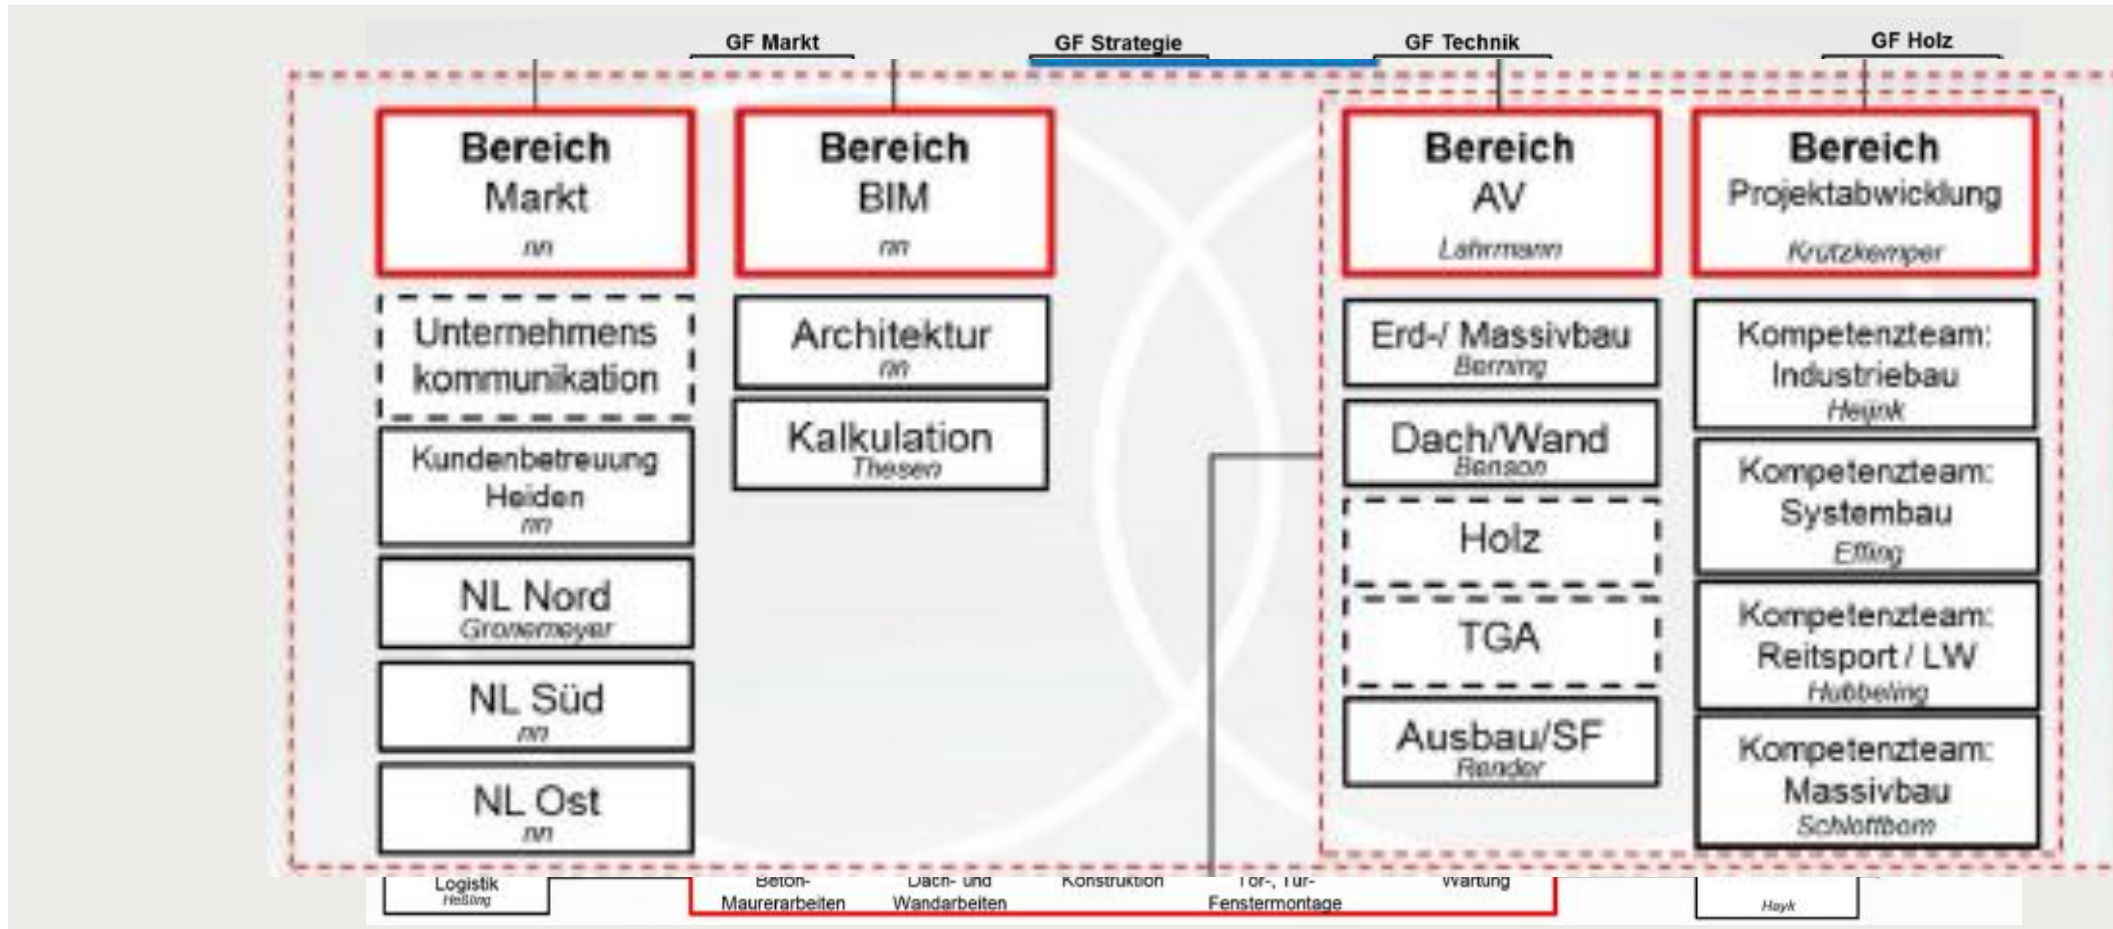 GF Markt
GF Strategie
GF Technik
GF Holz
Bereich
Markt
nn
Unternehmens
kommunikation
Kundenbetreuung
Heiden
nn
NL Nord
Gronemeyer
NL Süd
nn
NL Ost
nn
Bereich
BIM
nn
Architektur
nn
Kalkulation
Thesen
Bereich
AV
Lahrmann
Erd-/ Massivbau
Berning
Dach/Wand
Benson
Holz
TGA
Ausbau/SF
Render
Bereich
Projektabwicklung
Krützkemper
Kompetenzteam:
Industriebau
Heijnk
Kompetenzteam:
Systembau
Effing
Kompetenzteam:
Reitsport / LW
Hubbeling
Kompetenzteam:
Massivbau
Logistik
Heßling
Beton-
Maurerarbeiten
Dach- und
Wandarbeiten
Konstruktion
Tor-, Tür-
Fenstermontage
Wartung
Hayk